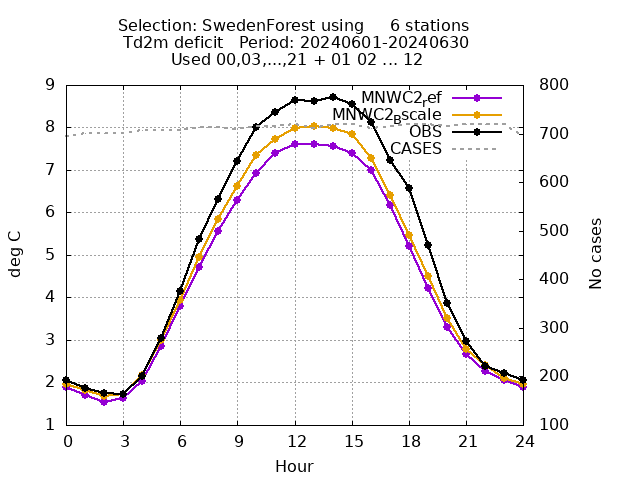 Selection: SwedenForest using     6 stations
Td2m deficit   Period: 20240601-20240630
Used 00,03,...,21 + 01 02 ... 12
MNWC2ref
MNWC2Bscale
OBS
CASES
9
8
7
6
5
4
3
2
1
deg C
800
700
600
500
400
300
200
100
No cases
0 3 6 9 12 15 18 21 24
Hour